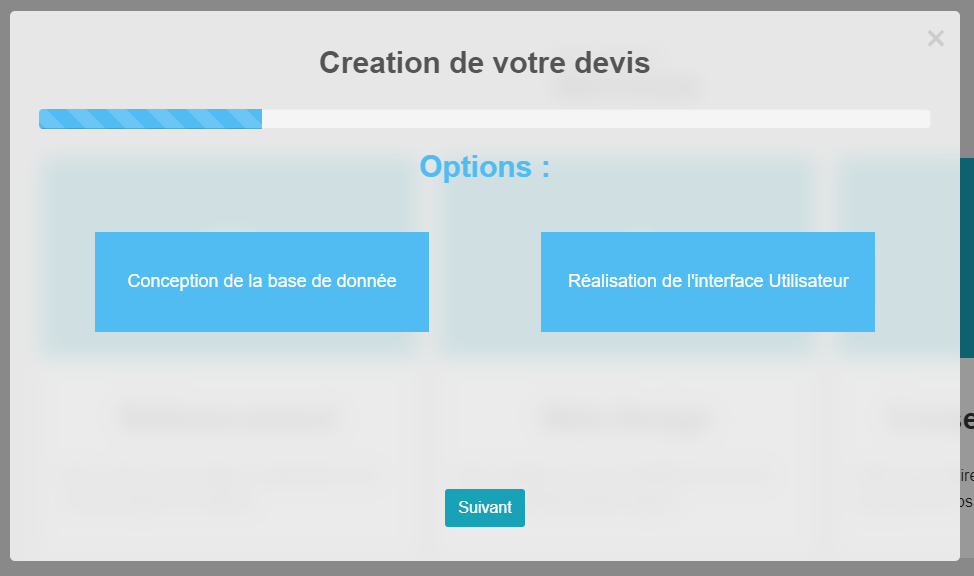 Creation de votre devis
×
Options :
Conception de la base de donnée
Réalisation de l'interface Utilisateur
Suivant